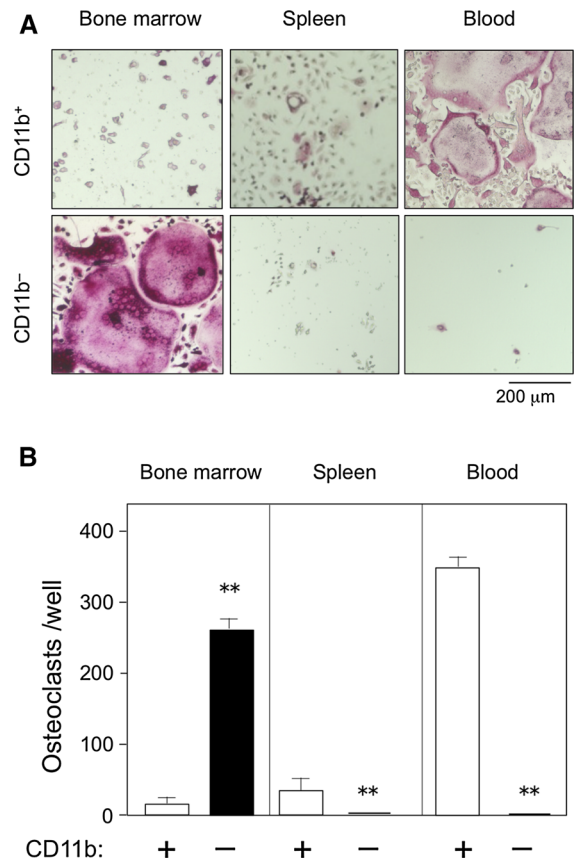 A
Bone marrow Spleen Blood
CD11b+
CD11b−
200 μm
B
Bone marrow Spleen Blood
Osteoclasts /well
400
300
200
100
0
**
**
**
CD11b: + − + − + −